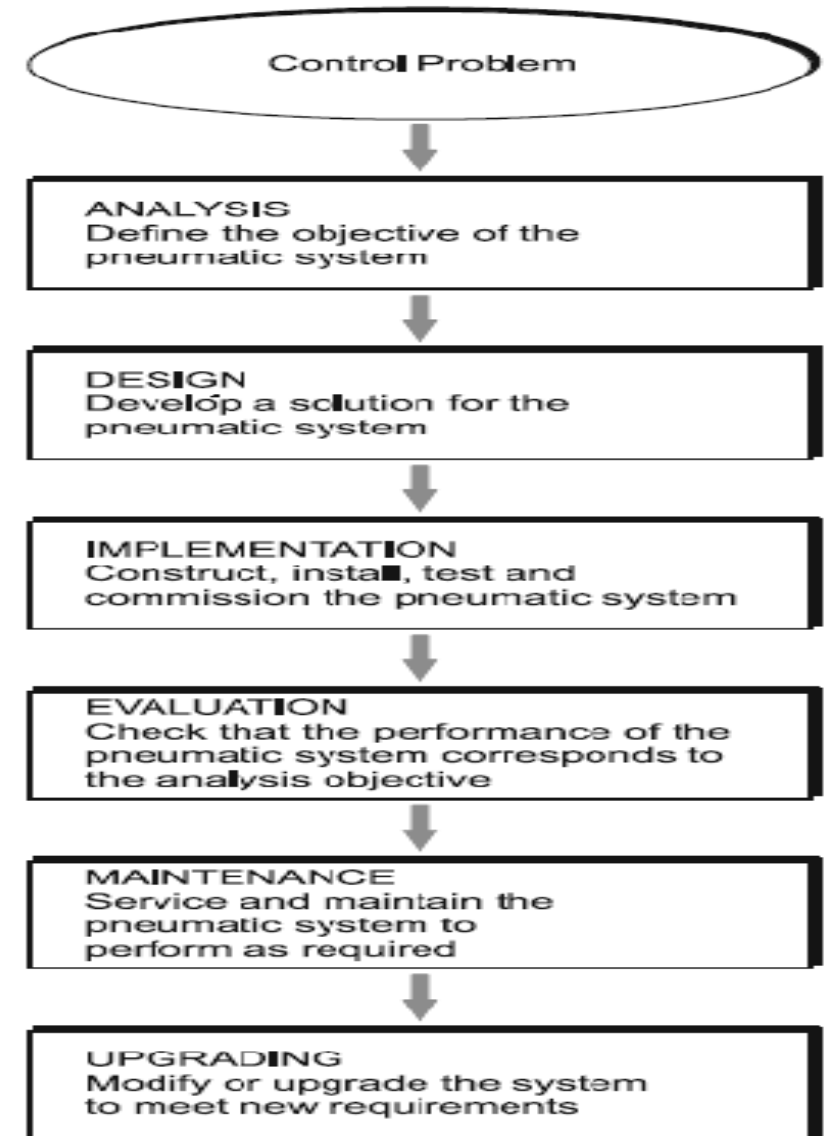 Control Problem
ANALYSIS
Define the objective of the
pneumatic system
DESIGN
Develop a solution for the
pneumatic system
IMPLEMENTATION
Construct, install, test and
commission the pneumatic system
EVALUATION
Check that the performance of the
pneumatic system corresponds to
the analysis objective
MAINTENANCE
Service and maintain the
pneumatic system to
perform as required
UPGRADING
Modify or upgrade the system
to meet new requirements